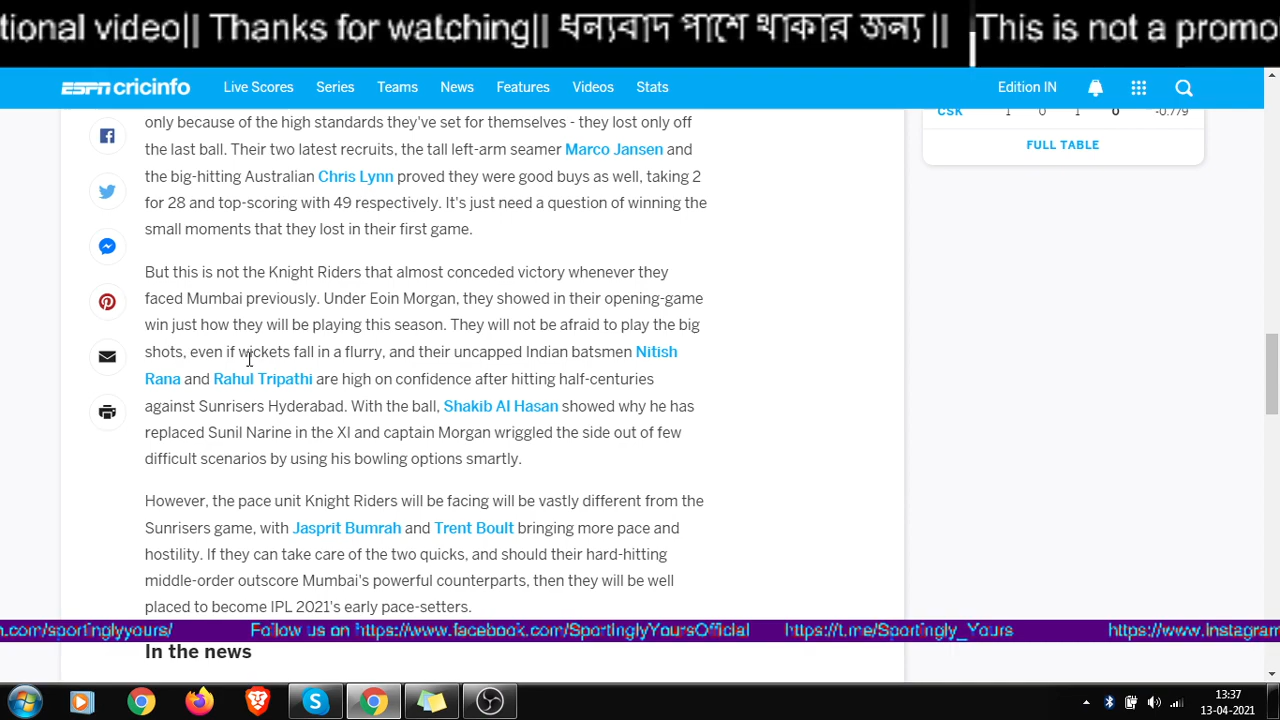 tional video|| Thanks for watching|| ধন্যবাদ পাশে থাকার জন্য || This is not a promo
ESPN cricinfo Live Scores Series Teams News Features Videos Stats Edition IN
only because of the high standards they've set for themselves - they lost only off
the last ball. Their two latest recruits, the tall left-arm seamer Marco Jansen and
the big-hitting Australian Chris Lynn proved they were good buys as well, taking 2
for 28 and top-scoring with 49 respectively. It's just need a question of winning the
small moments that they lost in their first game.
But this is not the Knight Riders that almost conceded victory whenever they
faced Mumbai previously. Under Eoin Morgan, they showed in their opening-game
win just how they will be playing this season. They will not be afraid to play the big
shots, even if wickets fall in a flurry, and their uncapped Indian batsmen Nitish
Rana and Rahul Tripathi are high on confidence after hitting half-centuries
against Sunrisers Hyderabad. With the ball, Shakib Al Hasan showed why he has
replaced Sunil Narine in the XI and captain Morgan wriggled the side out of few
difficult scenarios by using his bowling options smartly.
However, the pace unit Knight Riders will be facing will be vastly different from the
Sunrisers game, with Jasprit Bumrah and Trent Boult bringing more pace and
hostility. If they can take care of the two quicks, and should their hard-hitting
middle-order outscore Mumbai's powerful counterparts, then they will be well
placed to become IPL 2021's early pace-setters.
In the news
CSK 1 0 1 0 -0.779
FULL TABLE
n.com/sportinglyyours/ Follow us on https://www.facebook.com/SportinglyYoursOfficial https://t.me/Sportingly_Yours https://www.instagram
13:37
13-04-2021